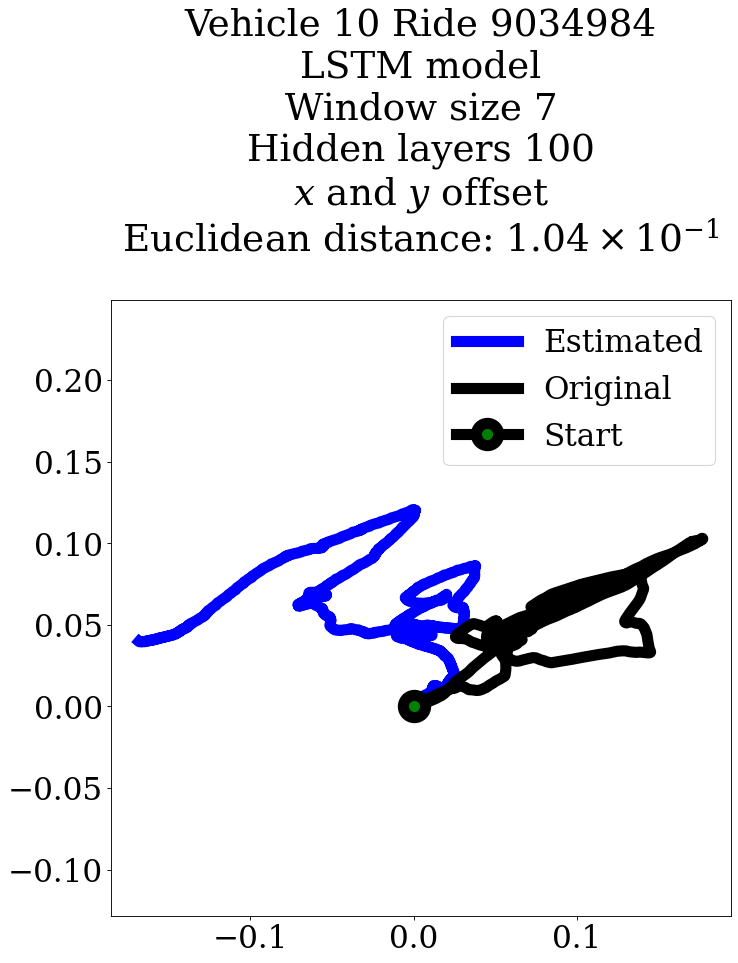 Vehicle 10 Ride 9034984
LSTM model
Window size 7
Hidden layers 100
x and y offset
Euclidean distance: 1.04 × 10⁻¹
Estimated
Original
Start
0.20
0.15
0.10
0.05
0.00
−0.05
−0.10
−0.1 0.0 0.1